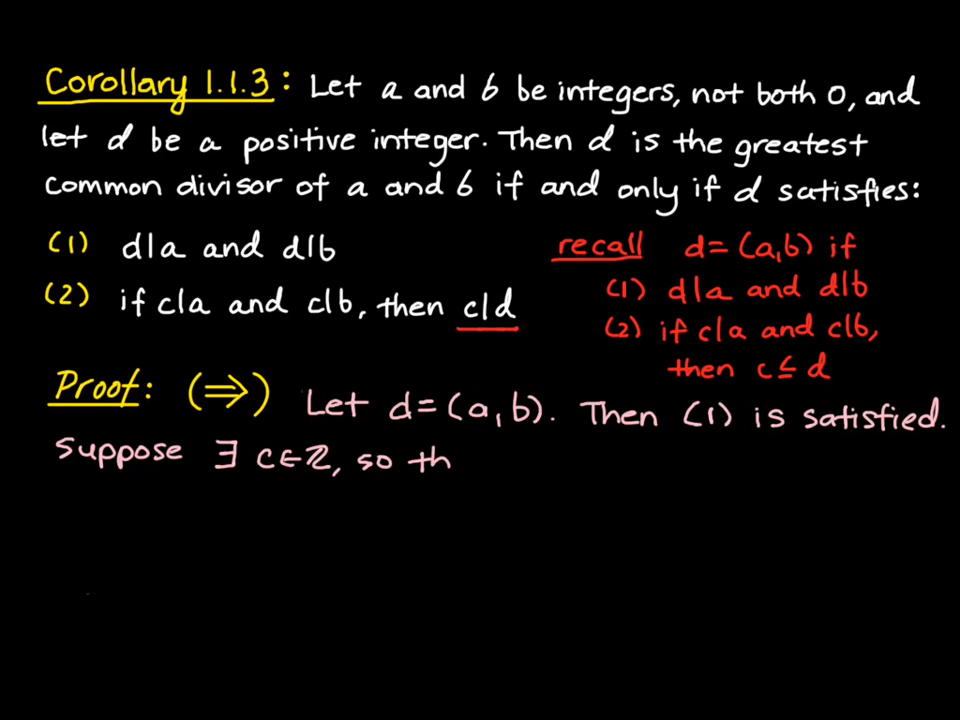 Corollary 1.1.3: Let a and b be integers, not both 0, and
let d be a positive integer. Then d is the greatest
common divisor of a and b if and only if d satisfies:
(1) d|a and d|b
(2) if c|a and c|b, then c|d
recall d=(a,b) if
(1) d|a and d|b
(2) if c|a and c|b,
then c≤d
Proof: (⇒) Let d=(a,b). Then (1) is satisfied.
Suppose ∃ c∈ℤ, so th